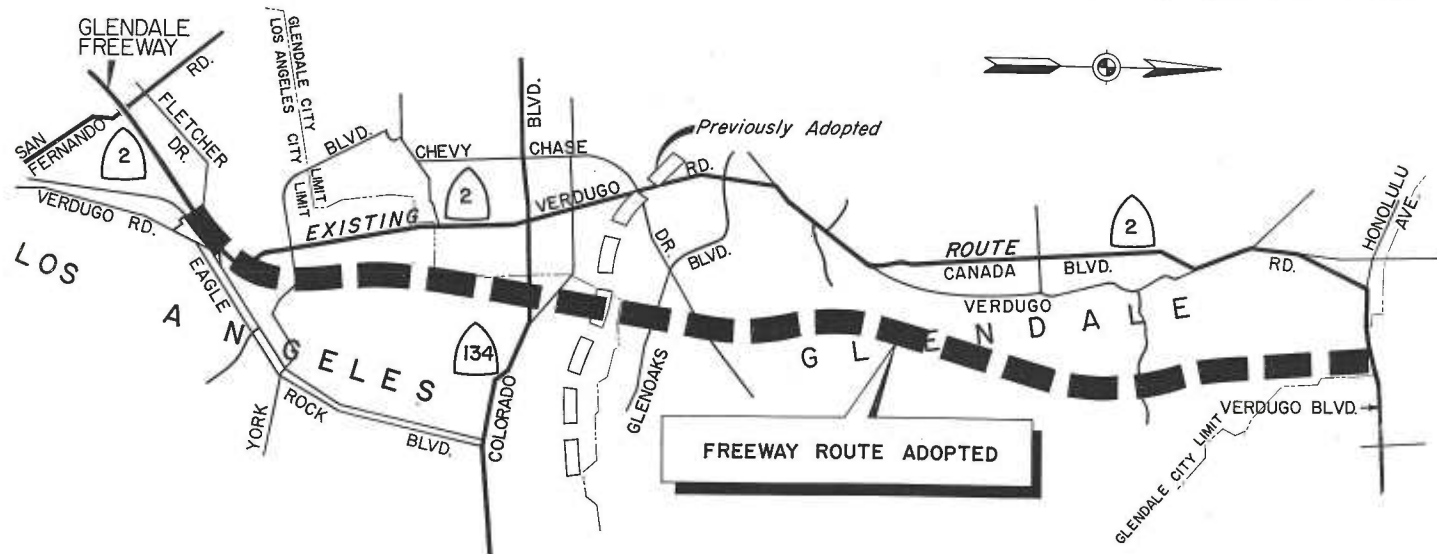 GLENDALE
FREEWAY
RD.
SAN
FERNANDO
FLETCHER
DR.
2
VERDUGO RD.
GLENDALE CITY
LOS ANGELES CITY
LIMIT
LIMIT
BLVD.
CHEVY CHASE
DR.
BLVD.
2
EXISTING
VERDUGO
RD.
Previously Adopted
ROUTE
2
CANADA BLVD.
VERDUGO
RD.
HONOLULU
AVE.
LOS ANGELES
EAGLE
ROCK
BLVD.
YORK
134
COLORADO
GLENOAKS
BLVD.
GLENDALE
FREEWAY ROUTE ADOPTED
VERDUGO BLVD.
GLENDALE CITY LIMIT